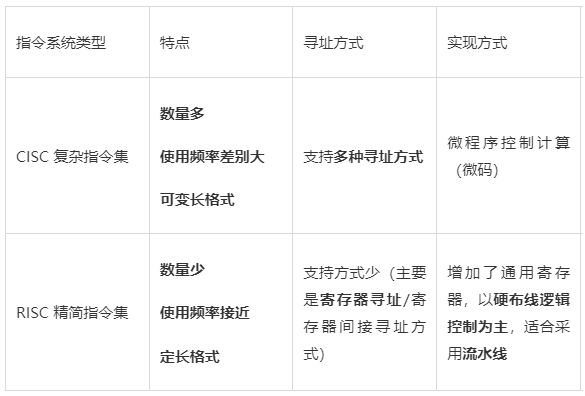 指令系统类型
特点
寻址方式
实现方式
CISC 复杂指令集
数量多
使用频率差别大
可变长格式
支持多种寻址方式
微程序控制计算
（微码）
RISC 精简指令集
数量少
使用频率接近
定长格式
支持方式少（主要
是寄存器寻址/寄
存器间接寻址方
式）
增加了通用寄存
器，以硬布线逻辑
控制为主，适合采
用流水线